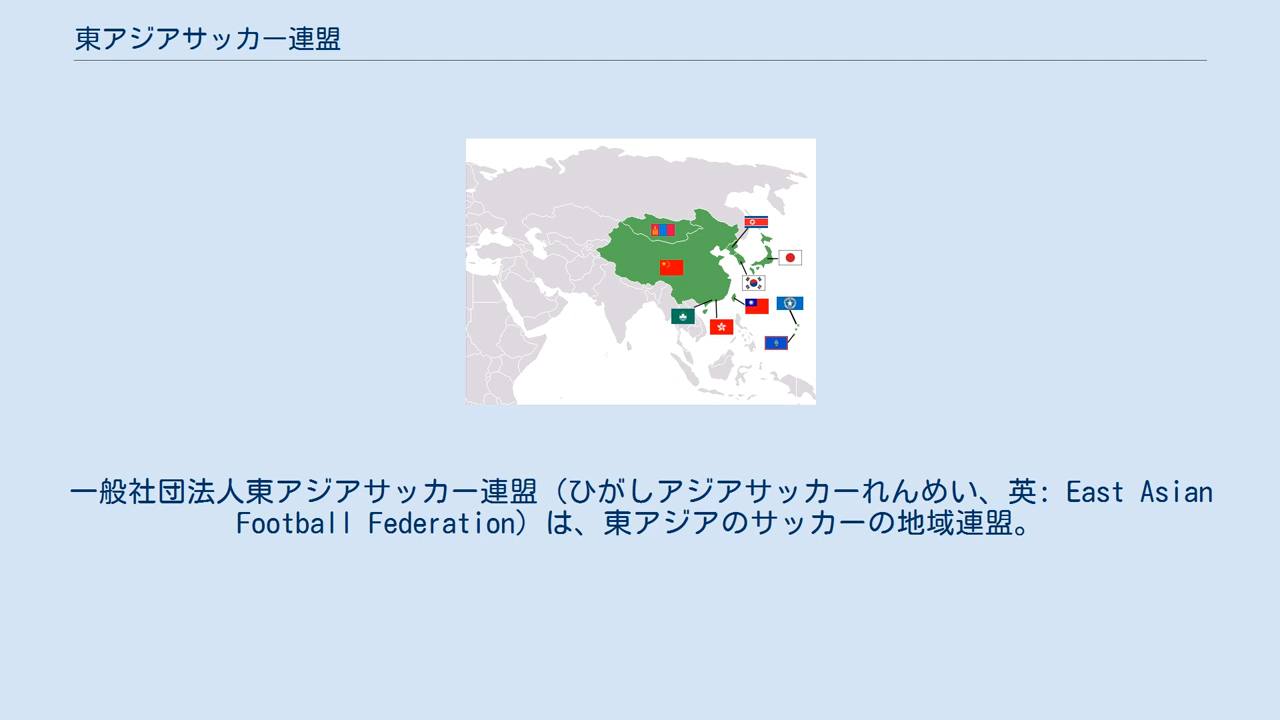 東アジアサッカー連盟
一般社団法人東アジアサッカー連盟（ひがしアジアサッカーれんめい、英: East Asian
Football Federation）は、東アジアのサッカーの地域連盟。